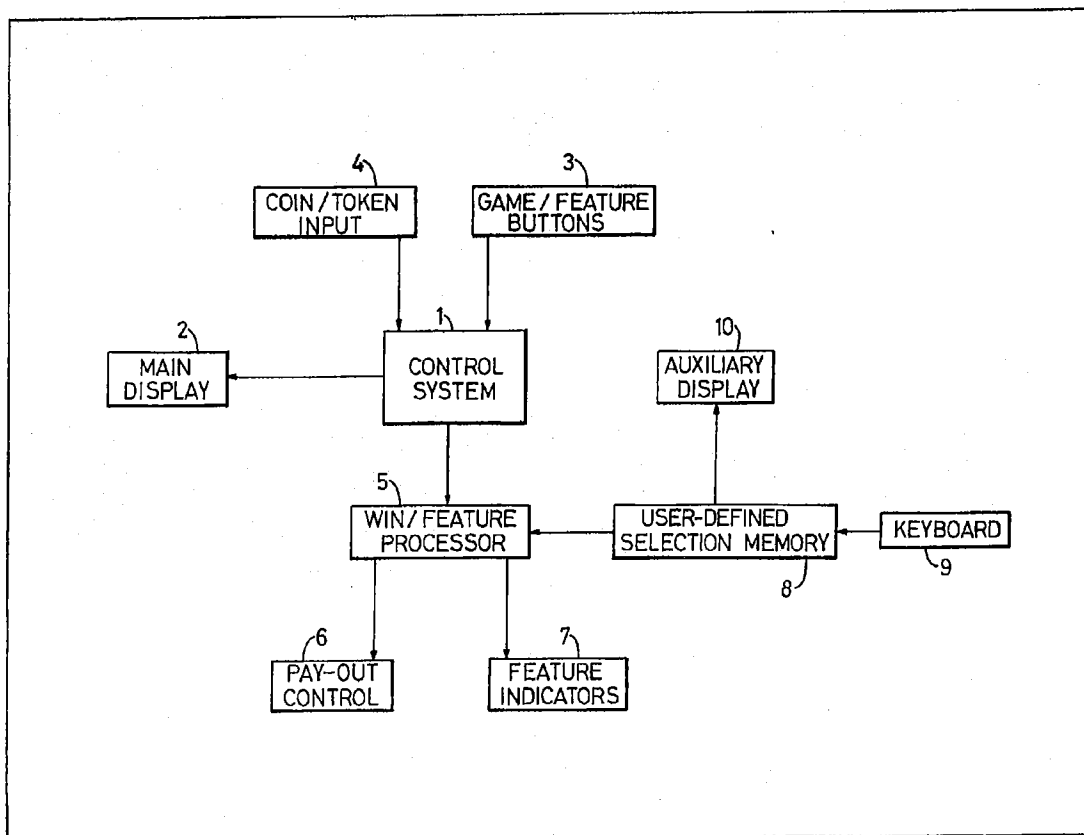 4
COIN/TOKEN
INPUT
3
GAME/FEATURE
BUTTONS
1
CONTROL
SYSTEM
2
MAIN
DISPLAY
10
AUXILIARY
DISPLAY
5
WIN/FEATURE
PROCESSOR
USER-DEFINED
SELECTION MEMORY
8
KEYBOARD
9
6
PAY-OUT
CONTROL
7
FEATURE
INDICATORS